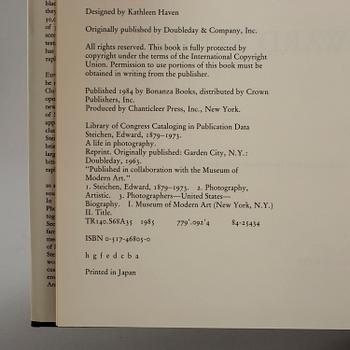 Designed by Kathleen Haven
Originally published by Doubleday & Company, Inc.
All rights reserved. This book is fully protected by
copyright under the terms of the International Copyright
Union. Permission to use portions of this book must be
obtained in writing from the publisher.
Published 1984 by Bonanza Books, distributed by Crown
Publishers, Inc.
Produced by Chanticleer Press, Inc., New York.
Library of Congress Cataloging in Publication Data
Steichen, Edward, 1879–1973.
A life in photography.
Reprint. Originally published: Garden City, N.Y.:
Doubleday, 1963.
"Published in collaboration with the Museum of
Modern Art."
1. Steichen, Edward, 1879–1973. 2. Photography,
Artistic. 3. Photographers—United States—
Biography. I. Museum of Modern Art (New York, N.Y.)
II. Title.
TR140.S68A35 1985 779'.092'4 84-25434
ISBN 0-517-46805-0
h g f e d c b a
Printed in Japan